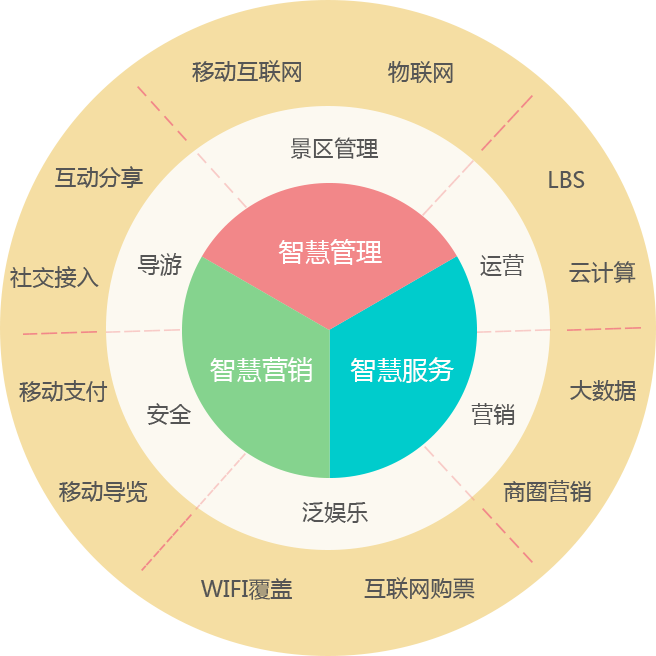 移动互联网
物联网
景区管理
互动分享
LBS
智慧管理
导游
运营
社交接入
云计算
智慧营销
智慧服务
移动支付
大数据
安全
营销
移动导览
商圈营销
泛娱乐
WIFI覆盖
互联网购票